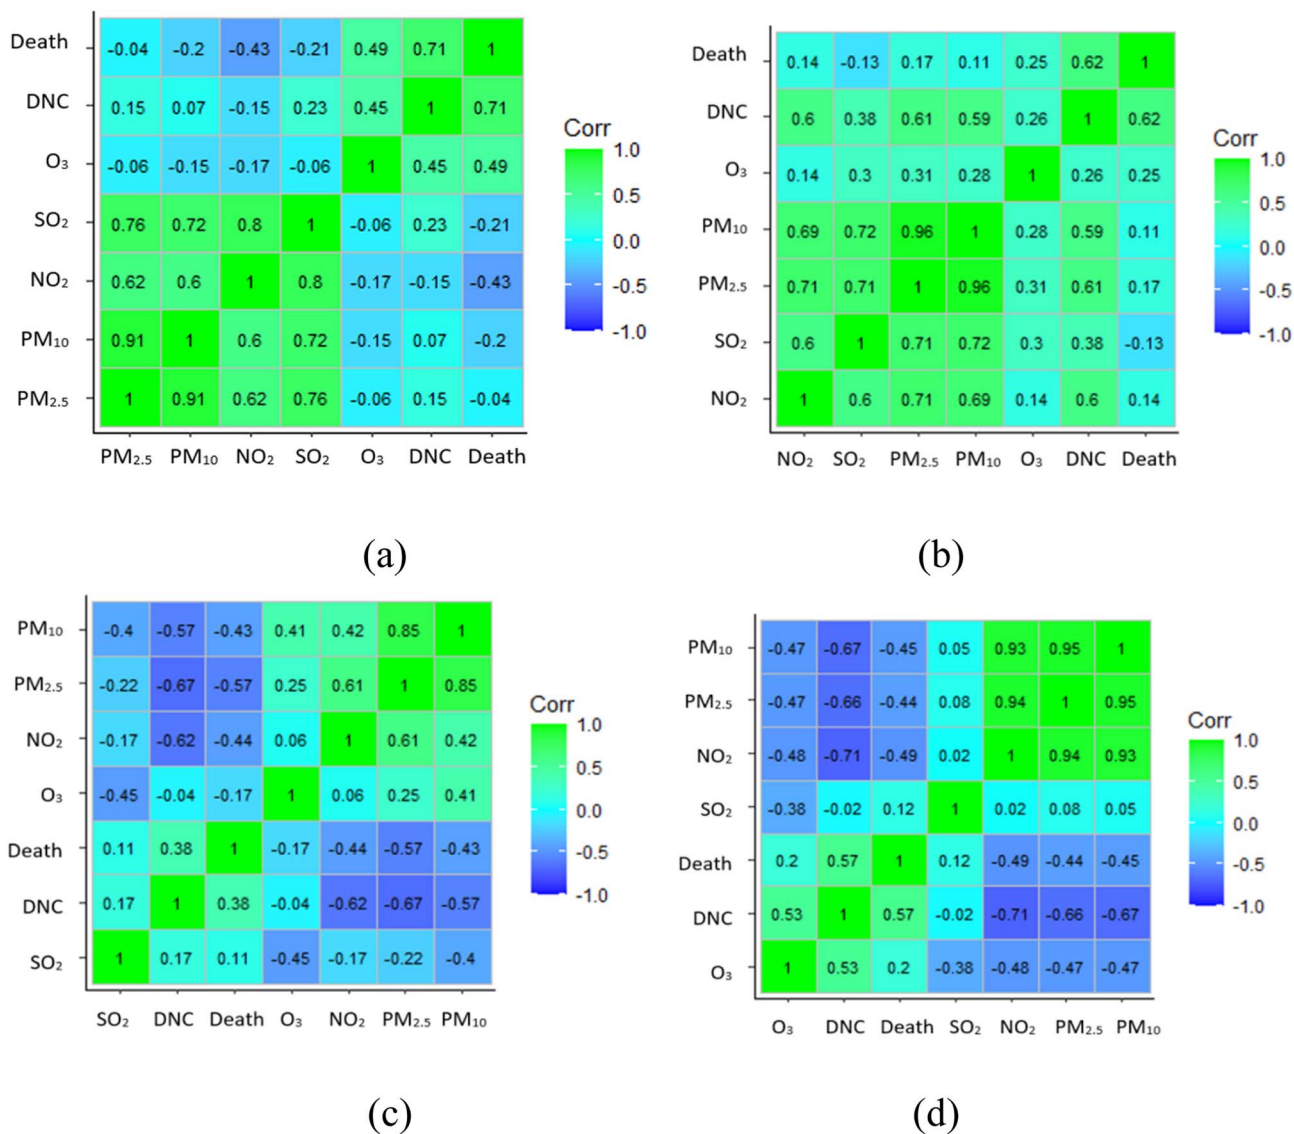 Death -0.04 -0.2 -0.43 -0.21 0.49 0.71 1
DNC 0.15 0.07 -0.15 0.23 0.45 1 0.71
O₃ -0.06 -0.15 -0.17 -0.06 1 0.45 0.49
SO₂ 0.76 0.72 0.8 1 -0.06 0.23 -0.21
NO₂ 0.62 0.6 1 0.8 -0.17 -0.15 -0.43
PM₁₀ 0.91 1 0.6 0.72 -0.15 0.07 -0.2
PM₂.₅ 1 0.91 0.62 0.76 -0.06 0.15 -0.04
PM₂.₅ PM₁₀ NO₂ SO₂ O₃ DNC Death
Corr
1.0
0.5
0.0
-0.5
-1.0
(a)
Death 0.14 -0.13 0.17 0.11 0.25 0.62 1
DNC 0.6 0.38 0.61 0.59 0.26 1 0.62
O₃ 0.14 0.3 0.31 0.28 1 0.26 0.25
PM₁₀ 0.69 0.72 0.96 1 0.28 0.59 0.11
PM₂.₅ 0.71 0.71 1 0.96 0.31 0.61 0.17
SO₂ 0.6 1 0.71 0.72 0.3 0.38 -0.13
NO₂ 1 0.6 0.71 0.69 0.14 0.6 0.14
NO₂ SO₂ PM₂.₅ PM₁₀ O₃ DNC Death
Corr
1.0
0.5
0.0
-0.5
-1.0
(b)
PM₁₀ -0.4 -0.57 -0.43 0.41 0.42 0.85 1
PM₂.₅ -0.22 -0.67 -0.57 0.25 0.61 1 0.85
NO₂ -0.17 -0.62 -0.44 0.06 1 0.61 0.42
O₃ -0.45 -0.04 -0.17 1 0.06 0.25 0.41
Death 0.11 0.38 1 -0.17 -0.44 -0.57 -0.43
DNC 0.17 1 0.38 -0.04 -0.62 -0.67 -0.57
SO₂ 1 0.17 0.11 -0.45 -0.17 -0.22 -0.4
SO₂ DNC Death O₃ NO₂ PM₂.₅ PM₁₀
Corr
1.0
0.5
0.0
-0.5
-1.0
(c)
PM₁₀ -0.47 -0.67 -0.45 0.05 0.93 0.95 1
PM₂.₅ -0.47 -0.66 -0.44 0.08 0.94 1 0.95
NO₂ -0.48 -0.71 -0.49 0.02 1 0.94 0.93
SO₂ -0.38 -0.02 0.12 1 0.02 0.08 0.05
Death 0.2 0.57 1 0.12 -0.49 -0.44 -0.45
DNC 0.53 1 0.57 -0.02 -0.71 -0.66 -0.67
O₃ 1 0.53 0.2 -0.38 -0.48 -0.47 -0.47
O₃ DNC Death SO₂ NO₂ PM₂.₅ PM₁₀
Corr
1.0
0.5
0.0
-0.5
-1.0
(d)